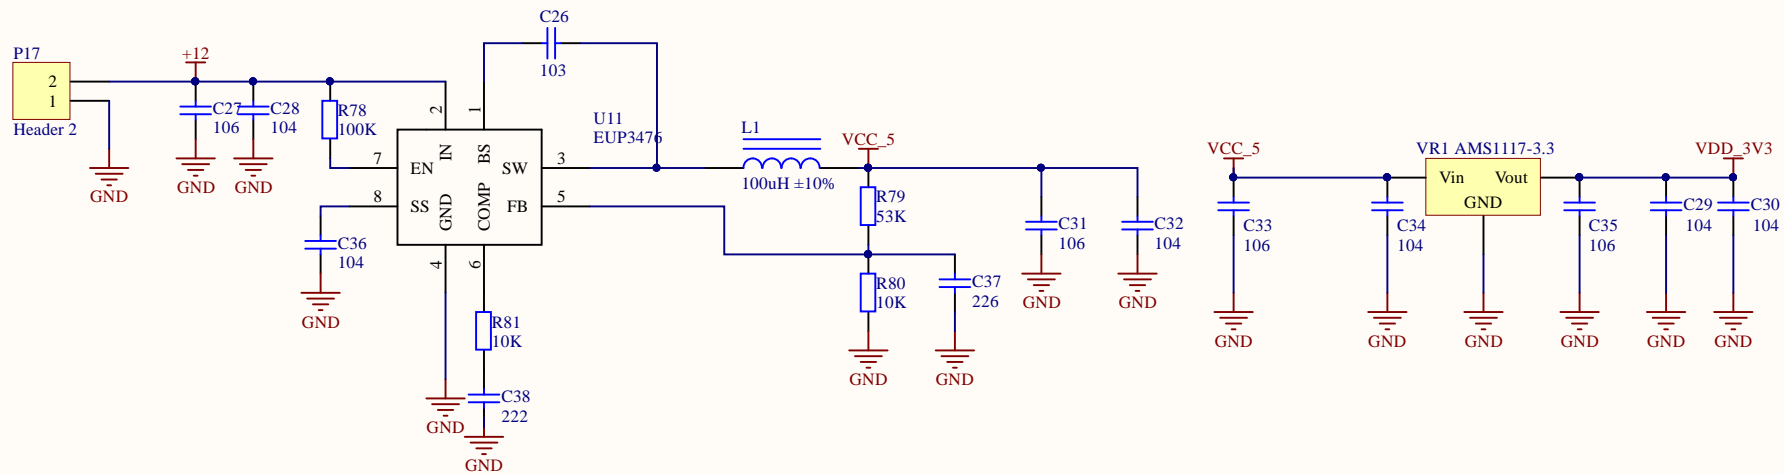 P17
2
1
Header 2
GND
+12
C27
106
GND
C28
104
GND
R78
100K
C26
103
U11
EUP3476
2
1
7
8
3
5
4
6
EN
IN
BS
SW
SS
GND
COMP
FB
C36
104
GND
GND
R81
10K
C38
222
GND
L1
100uH ±10%
VCC_5
R79
53K
R80
10K
GND
C37
226
GND
C31
106
GND
C32
104
GND
VCC_5
C33
106
GND
C34
104
GND
VR1 AMS1117-3.3
Vin Vout
GND
GND
C35
106
GND
C29
104
GND
VDD_3V3
C30
104
GND